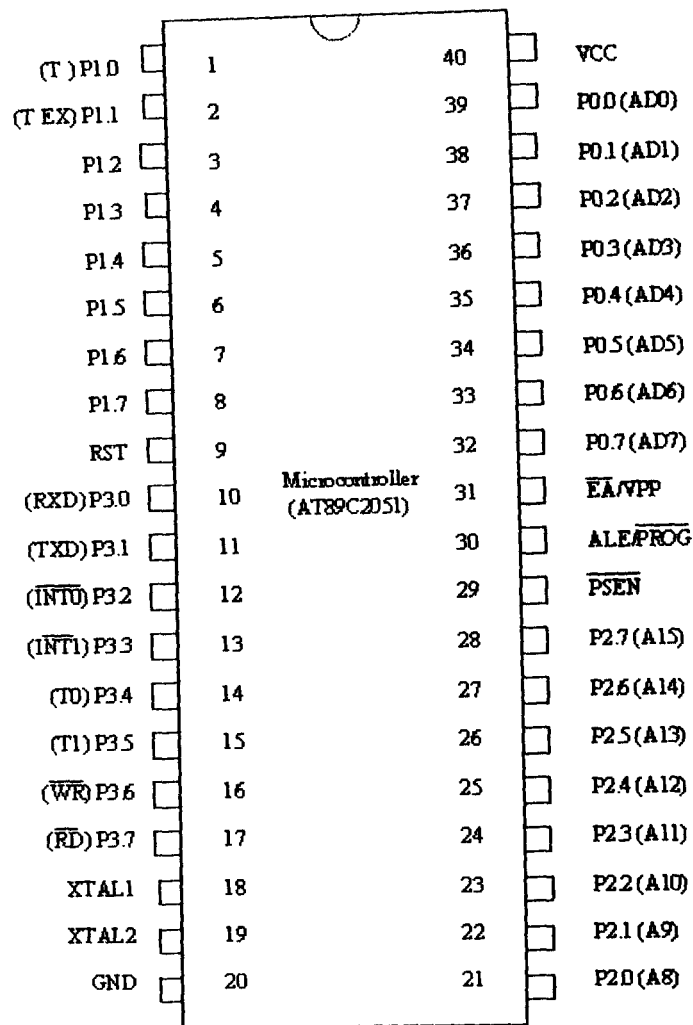 (T )P1.0 1 40 VCC
(T EX)P1.1 2 39 P0.0(AD0)
P1.2 3 38 P0.1(AD1)
P1.3 4 37 P0.2(AD2)
P1.4 5 36 P0.3(AD3)
P1.5 6 35 P0.4(AD4)
P1.6 7 34 P0.5(AD5)
P1.7 8 33 P0.6(AD6)
RST 9 32 P0.7(AD7)
Microcontroller
(AT89C2051)
(RXD)P3.0 10 31 E̅A̅/VPP
(TXD)P3.1 11 30 ALE/P̅R̅O̅G̅
(I̅N̅T̅0̅)P3.2 12 29 P̅S̅E̅N̅
(I̅N̅T̅1̅)P3.3 13 28 P2.7(A15)
(T0)P3.4 14 27 P2.6(A14)
(T1)P3.5 15 26 P2.5(A13)
(W̅R̅)P3.6 16 25 P2.4(A12)
(R̅D̅)P3.7 17 24 P2.3(A11)
XTAL1 18 23 P2.2(A10)
XTAL2 19 22 P2.1(A9)
GND 20 21 P2.0(A8)